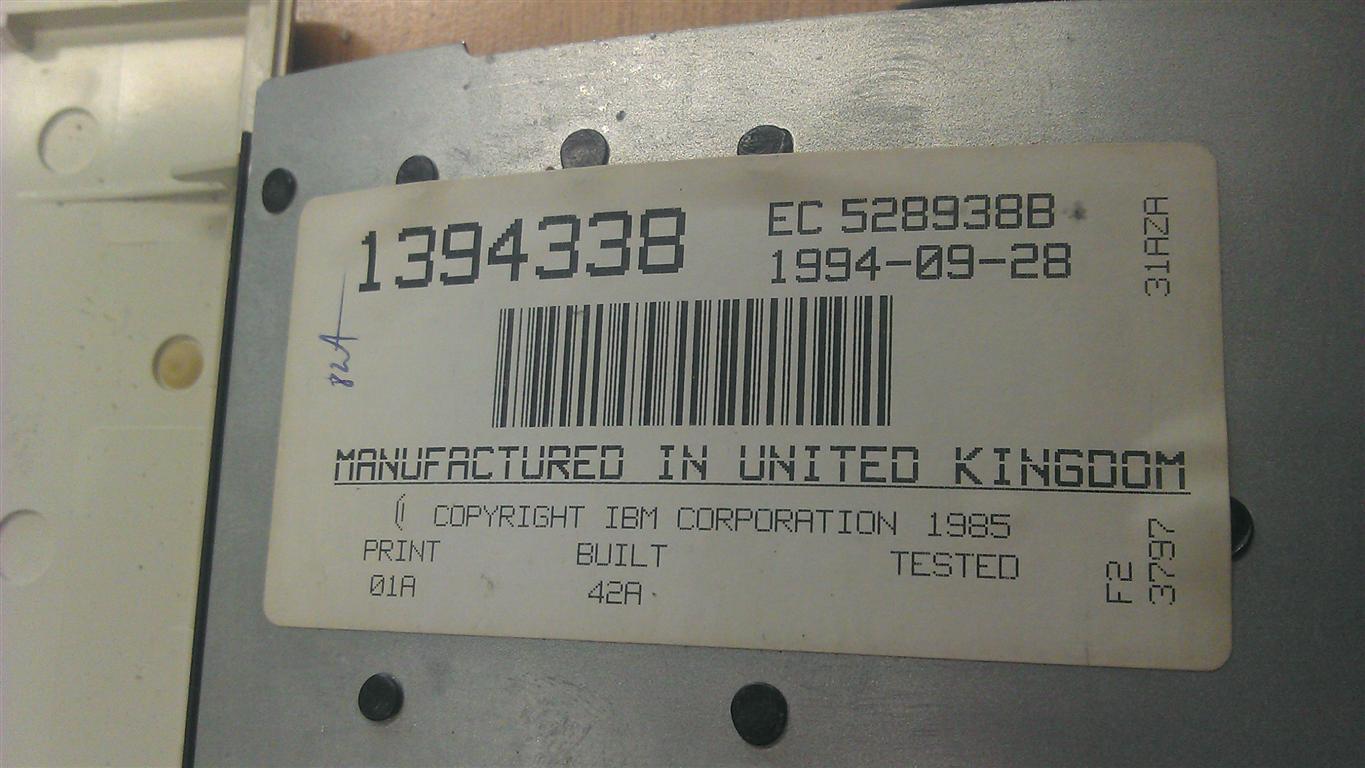 1394338
EC 528938B
1994-09-28
31AZA
82A
MANUFACTURED IN UNITED KINGDOM
( COPYRIGHT IBM CORPORATION 1985
PRINT BUILT TESTED
01A 42A
F2
3797